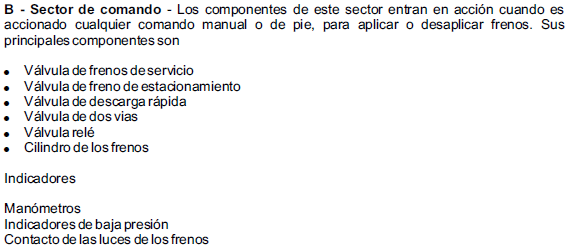 B - Sector de comando - Los componentes de este sector entran en acción cuando es
accionado cualquier comando manual o de pie, para aplicar o desaplicar frenos. Sus
principales componentes son
● Válvula de frenos de servicio
● Válvula de freno de estacionamiento
● Válvula de descarga rápida
● Válvula de dos vias
● Válvula relé
● Cilindro de los frenos
Indicadores
Manómetros
Indicadores de baja presión
Contacto de las luces de los frenos